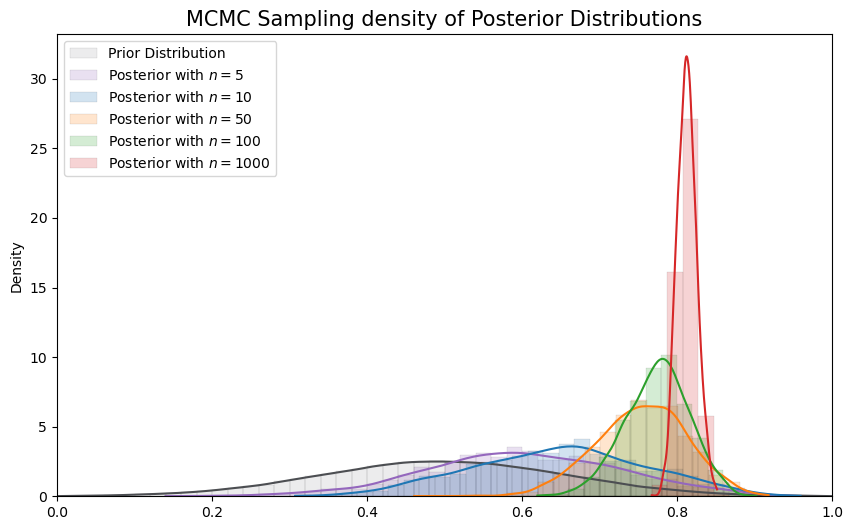 MCMC Sampling density of Posterior Distributions
Prior Distribution
Posterior with n = 5
Posterior with n = 10
Posterior with n = 50
Posterior with n = 100
Posterior with n = 1000
Density
30
25
20
15
10
5
0
0.0 0.2 0.4 0.6 0.8 1.0